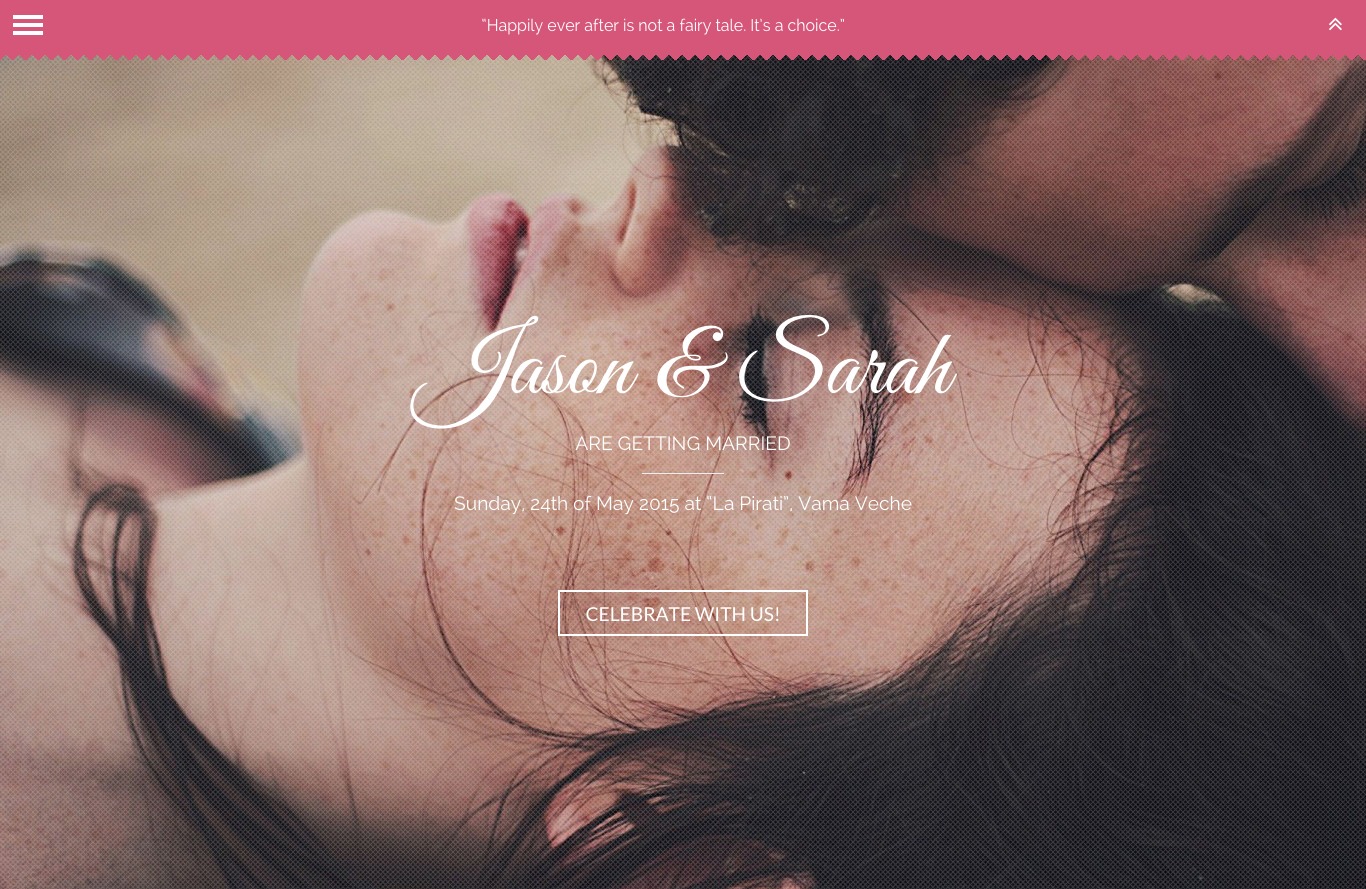 “Happily ever after is not a fairy tale. It’s a choice.”
Jason & Sarah
ARE GETTING MARRIED
Sunday, 24th of May 2015 at “La Pirati”, Vama Veche
CELEBRATE WITH US!